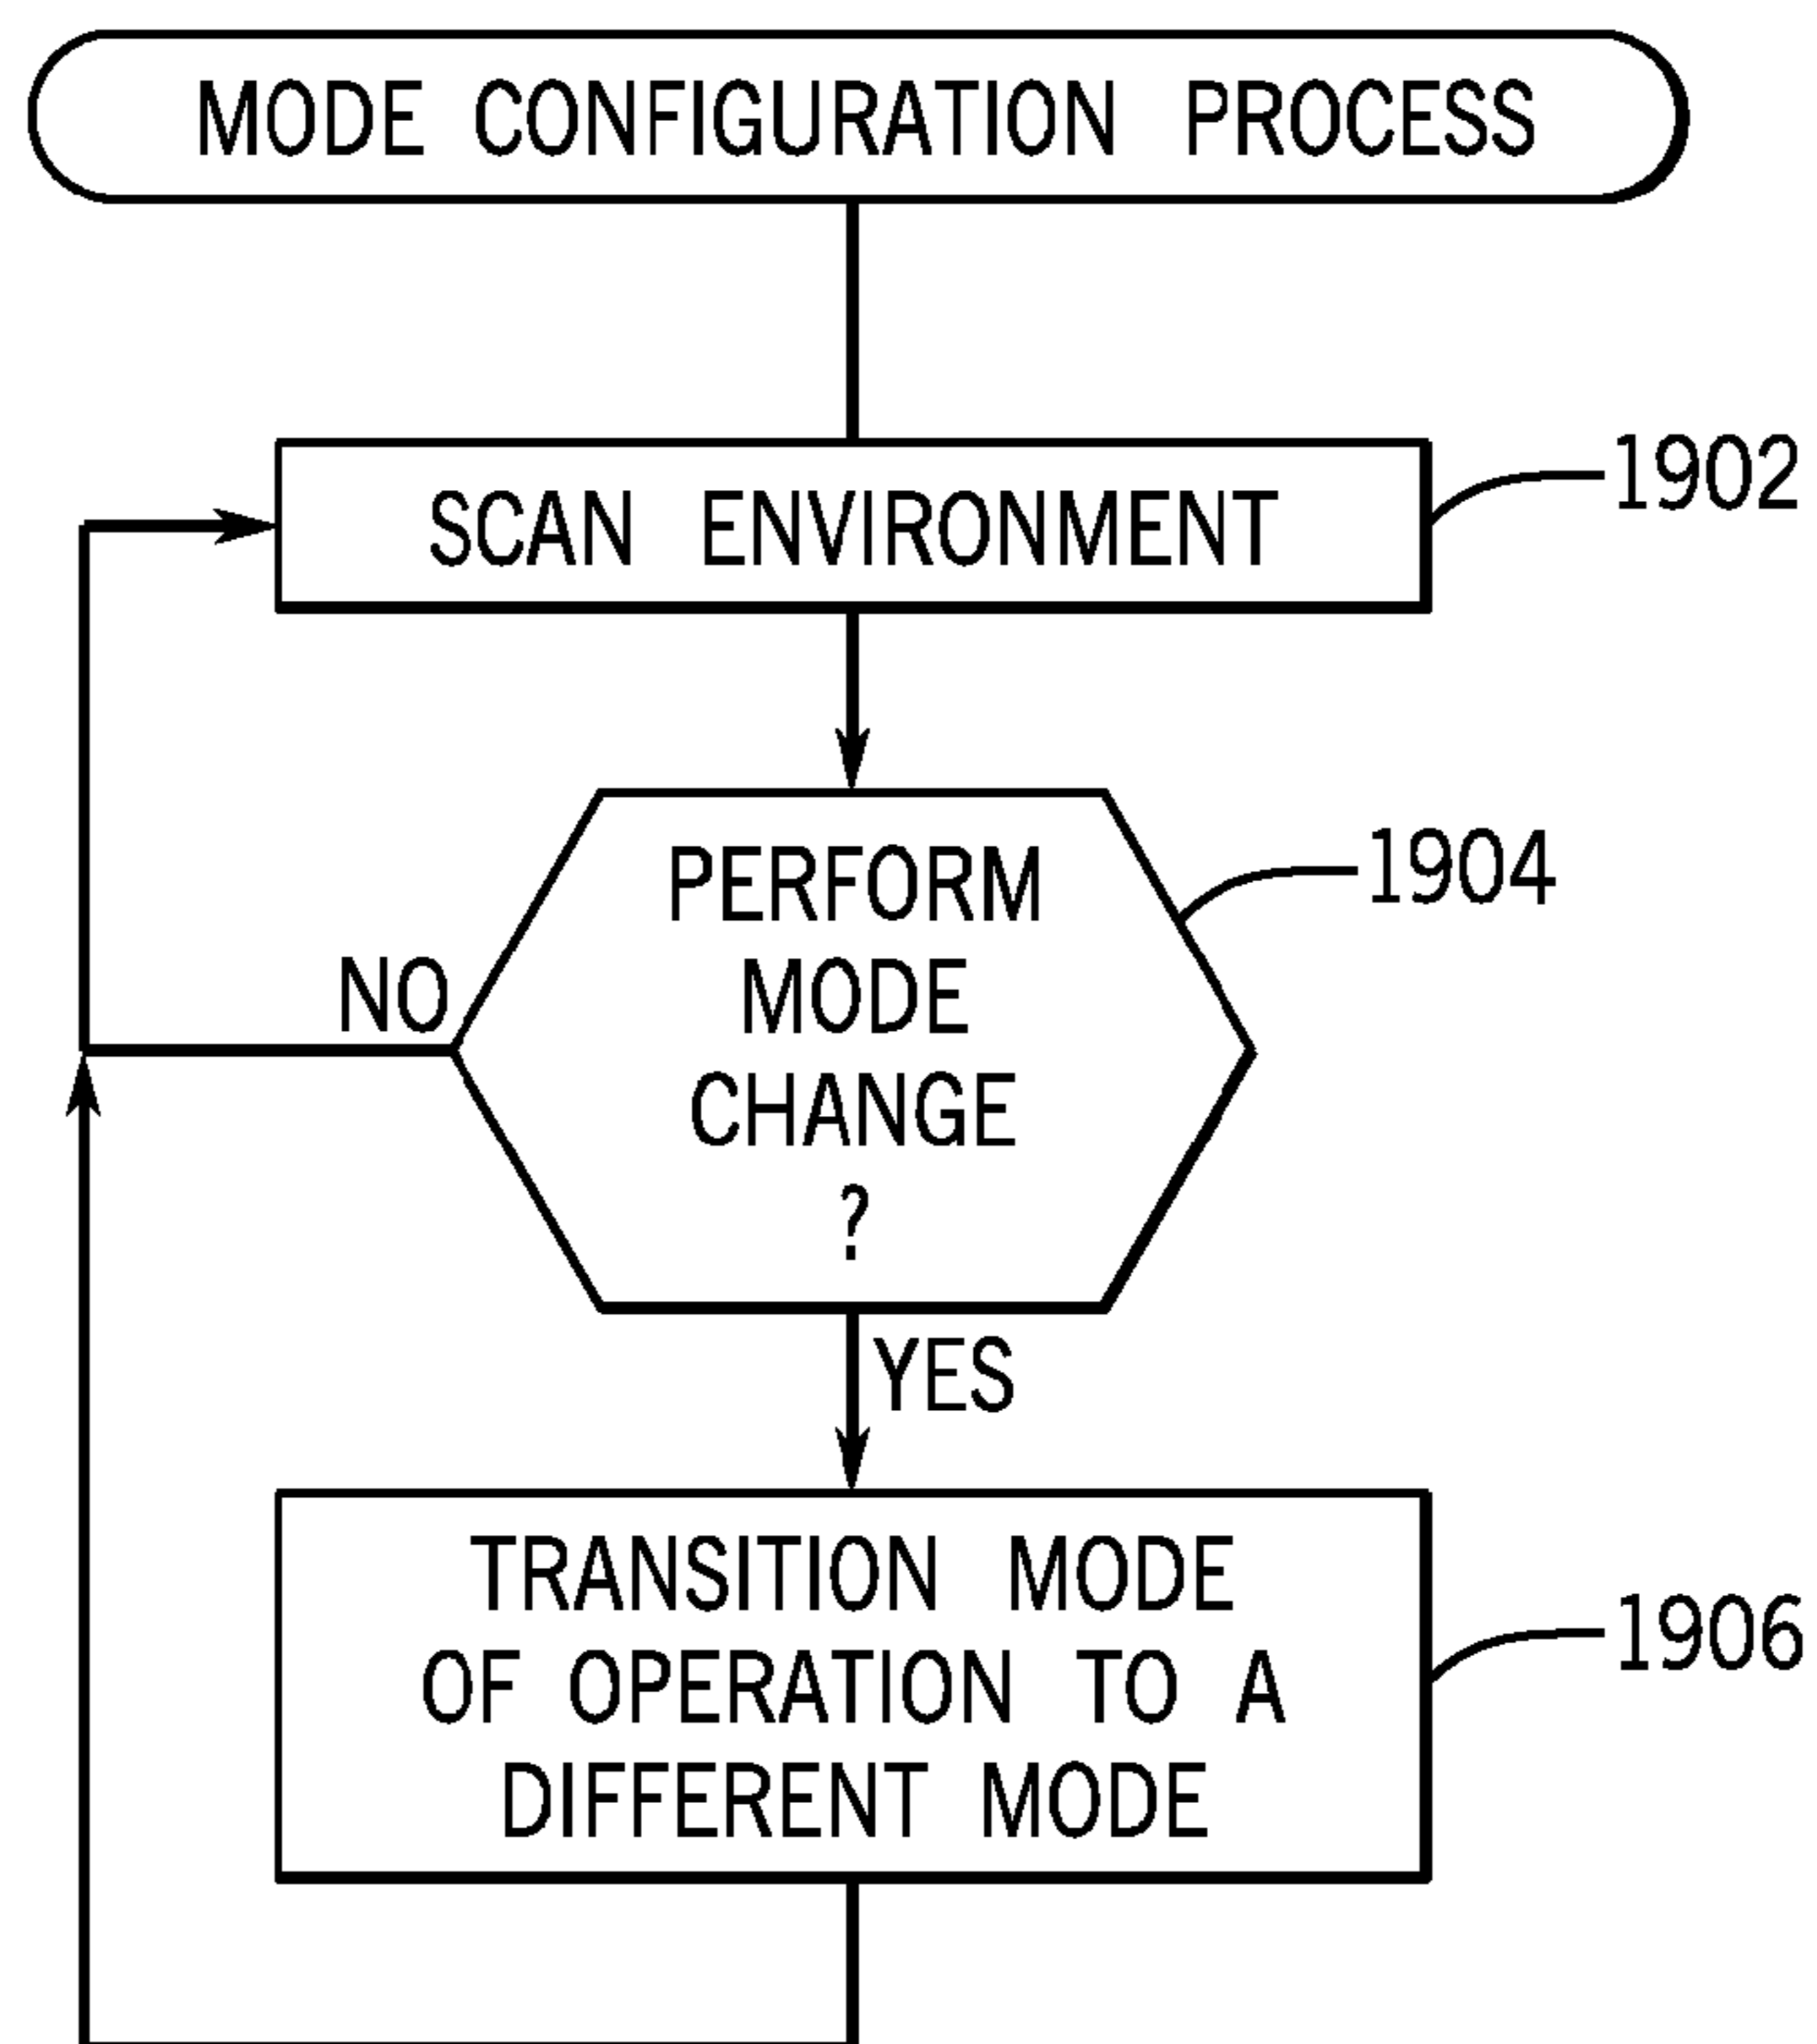 MODE CONFIGURATION PROCESS
SCAN ENVIRONMENT
1902
PERFORM
MODE
CHANGE
?
1904
NO
YES
TRANSITION MODE
OF OPERATION TO A
DIFFERENT MODE
1906